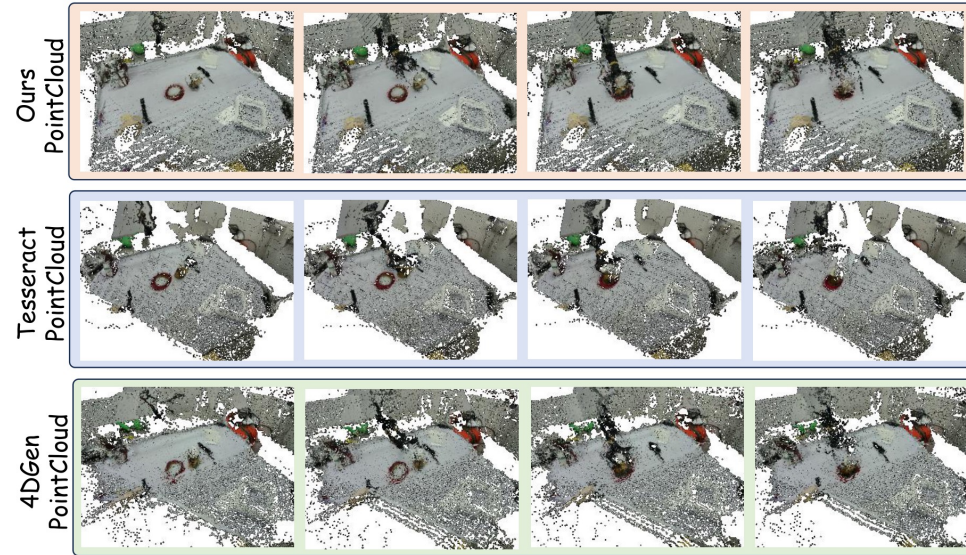 Ours
PointCloud
Tesseract
PointCloud
4DGen
PointCloud